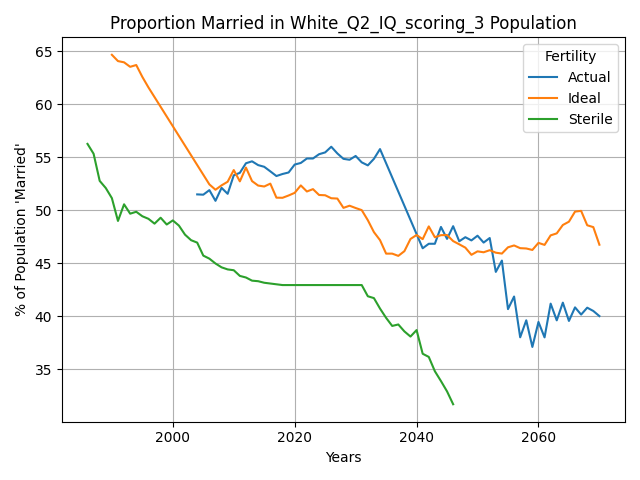 Proportion Married in White_Q2_IQ_scoring_3 Population
% of Population 'Married'
65
60
55
50
45
40
35
Fertility
Actual
Ideal
Sterile
2000
2020
2040
2060
Years